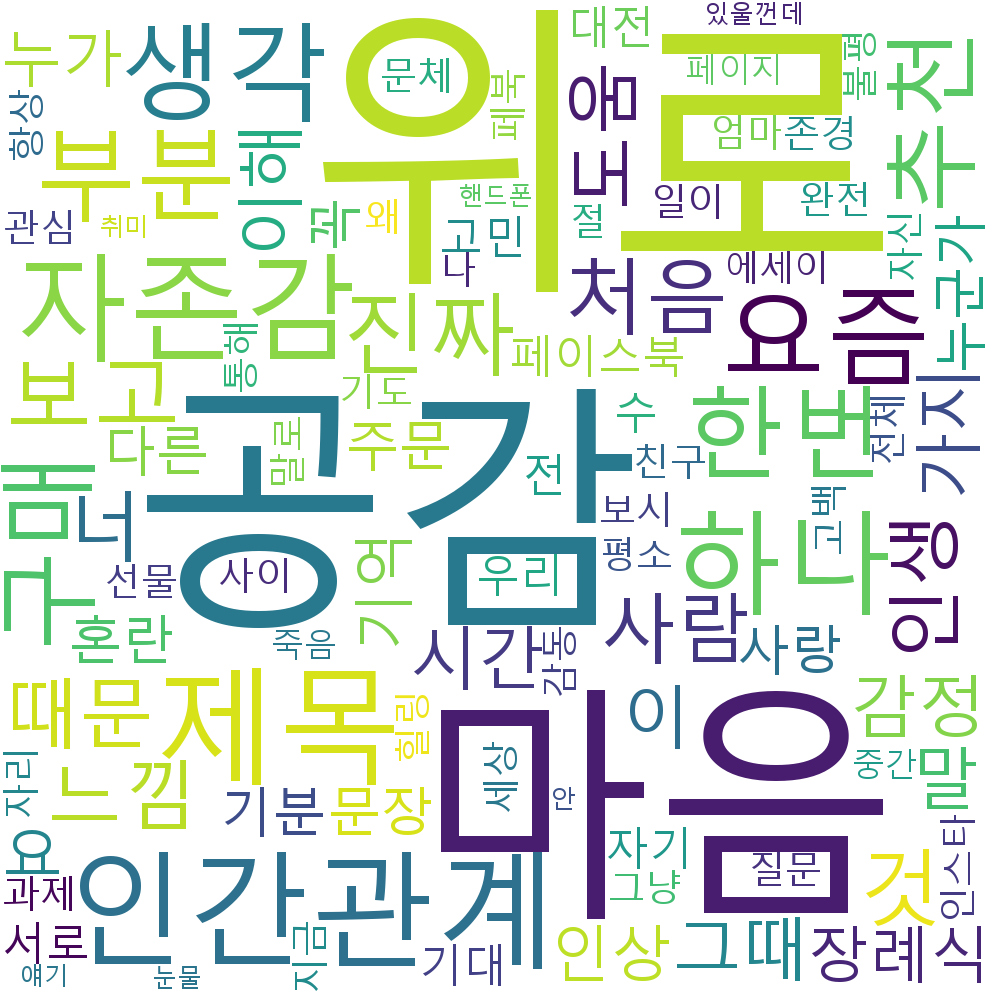 있울껀데
대전
누가
생각
위로
문체
페이지
불평
추천
항상
페북
도움
엄마
존경
부분
이해
핸드폰
일이
완전
관심
취미
꼭
왜
고민
절
자신
누군가
나
에세이
자존감
진짜
처음
요즘
통해
페이스북
보고
기도
한번
전체
가지
다른
말로
주문
수
공감
친구
전
구매
너
고백
보시
하나
인생
기억
평소
선물
사이
우리
혼란
죽음
시간
감동
사람
사랑
때문
제목
힐링
마음
이
감정
자리
느낌
세상
중간
말
기분
문장
안
요
자기
인스타
과제
인간관계
질문
것
그냥
서로
지금
기대
인상
그때
장례식
얘기
눈물